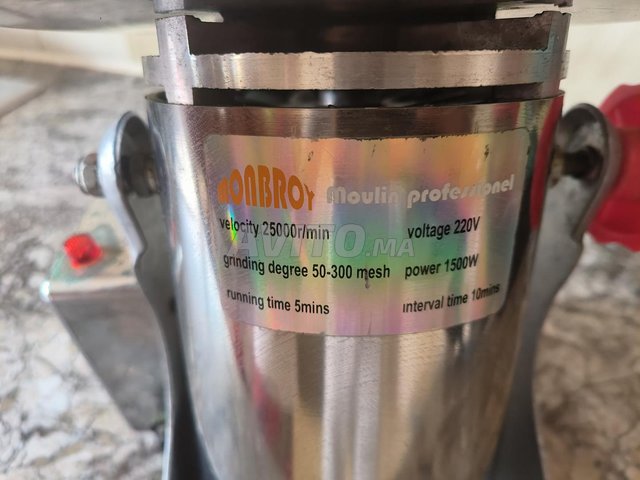 MONBROY Moulin professionel
velocity 25000r/min voltage 220V
AVITO.MA
grinding degree 50-300 mesh power 1500W
running time 5mins interval time 10mins